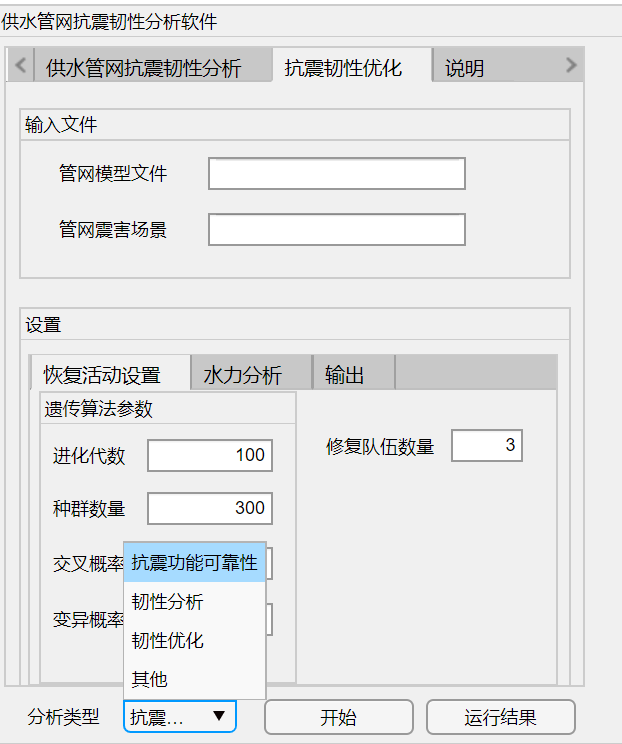 供水管网抗震韧性分析软件
供水管网抗震韧性分析 抗震韧性优化 说明
输入文件
管网模型文件
管网震害场景
设置
恢复活动设置 水力分析 输出
遗传算法参数
进化代数 100 修复队伍数量 3
种群数量 300
交叉概率
变异概率
抗震功能可靠性
韧性分析
韧性优化
其他
分析类型 抗震... 开始 运行结果